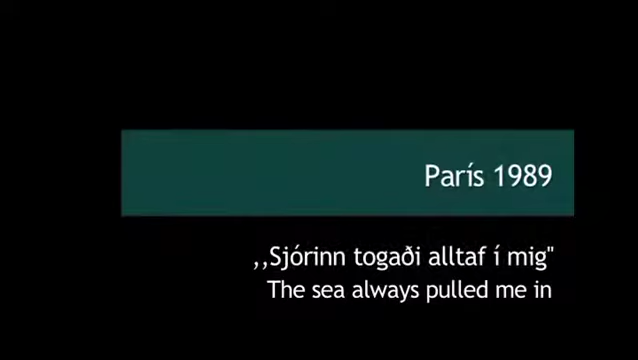 París 1989
,,Sjórinn togaði alltaf í mig"
The sea always pulled me in